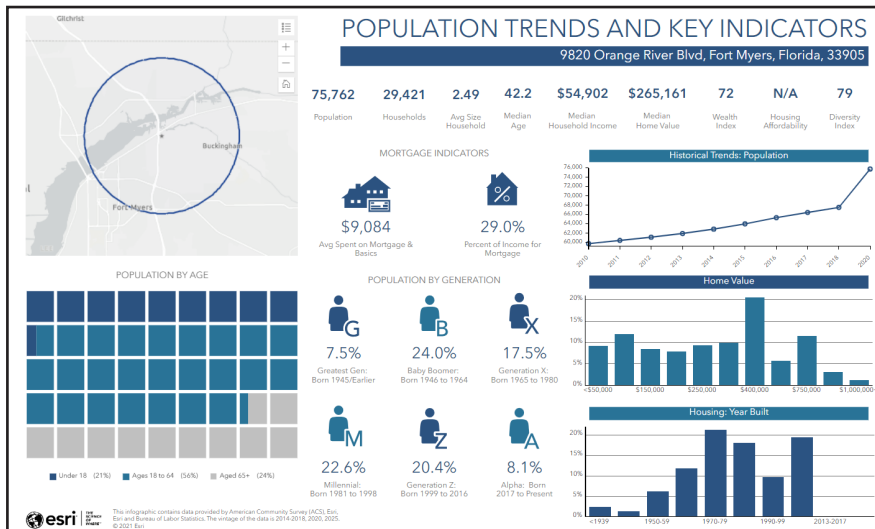 Gilchrist
Buckingham
Fort Myers
POPULATION TRENDS AND KEY INDICATORS
9820 Orange River Blvd, Fort Myers, Florida, 33905
75,762 29,421 2.49 42.2 $54,902 $265,161 72 N/A 79
Population Households Avg Size Median Median Median Wealth Housing Diversity
Household Age Household Income Home Value Index Affordability Index
MORTGAGE INDICATORS
%
$9,084 29.0%
Avg Spent on Mortgage & Percent of Income for
Basics Mortgage
Historical Trends: Population
76,000
74,000
72,000
70,000
68,000
66,000
64,000
62,000
60,000
2010 2011 2012 2013 2014 2015 2016 2017 2018 2020
POPULATION BY AGE
Under 18 (21%) Ages 18 to 64 (56%) Aged 65+ (24%)
POPULATION BY GENERATION
G B X
7.5% 24.0% 17.5%
Greatest Gen: Baby Boomer: Generation X:
Born 1945/Earlier Born 1946 to 1964 Born 1965 to 1980
M Z A
22.6% 20.4% 8.1%
Millennial: Generation Z: Alpha: Born
Born 1981 to 1998 Born 1999 to 2016 2017 to Present
Home Value
20%
15%
10%
5%
0%
<$50,000 $150,000 $250,000 $400,000 $750,000 $1,000,000+
Housing: Year Built
20%
15%
10%
5%
0%
<1939 1950-59 1970-79 1990-99 2013-2017
esri
THE
SCIENCE
OF
WHERE
This infographic contains data provided by American Community Survey (ACS), Esri,
Esri and Bureau of Labor Statistics. The vintage of the data is 2014-2018, 2020, 2025.
© 2021 Esri